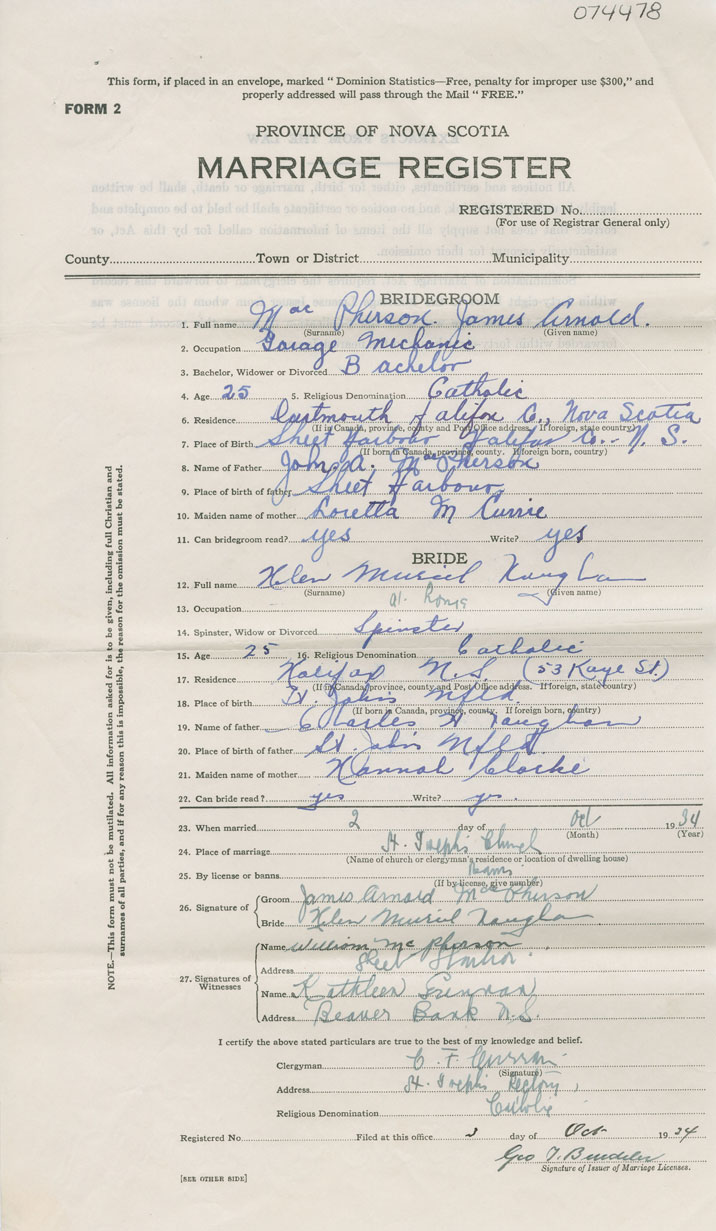 074478
This form, if placed in an envelope, marked " Dominion Statistics—Free, penalty for improper use $300," and
properly addressed will pass through the Mail " FREE."
FORM 2
PROVINCE OF NOVA SCOTIA
MARRIAGE REGISTER
REGISTERED No.
(For use of Registrar General only)
County Town or District Municipality
BRIDEGROOM
1. Full name Mac Pherson. James Arnold.
(Surname) (Given name)
2. Occupation Garage Mechanic
3. Bachelor, Widower or Divorced Bachelor
4. Age 25 5. Religious Denomination Catholic
6. Residence Dartmouth Halifax Co., Nova Scotia
(If in Canada, province, county and Post Office address. If foreign, state country)
7. Place of Birth Sheet Harbour Halifax Co. N. S.
(If born in Canada, province, county. If foreign born, country)
8. Name of Father John A. MacPherson
9. Place of birth of father Sheet Harbour
10. Maiden name of mother Loretta M Currie
11. Can bridegroom read? yes Write? yes
BRIDE
12. Full name Helen Muriel Vaughan
(Surname) (Given name)
13. Occupation at home
14. Spinster, Widow or Divorced Spinster
15. Age 25 16. Religious Denomination Catholic
17. Residence Halifax N.S. (53 Kaye St.)
(If in Canada, province, county and Post Office address. If foreign, state country)
18. Place of birth St. John's Nfld
(If born in Canada, province, county. If foreign born, country)
19. Name of father Charles H Vaughan
20. Place of birth of father St. John's Nfld.
21. Maiden name of mother Hannah Clarke
22. Can bride read? yes Write? yes.
23. When married 2 day of Oct 1934
(Month) (Year)
24. Place of marriage St. Joseph's Church
(Name of church or clergyman's residence or location of dwelling house)
25. By license or banns Banns
(If by license, give number)
26. Signature of Groom James Arnold MacPherson
Bride Helen Muriel Vaughan
27. Signatures of Witnesses
Name William McPherson
Address Sheet Harbor.
Name Kathleen
Address Beaver Bank N.S.
I certify the above stated particulars are true to the best of my knowledge and belief.
Clergyman C. F. Curran
(Signature)
Address St. Joseph's Rectory,
Religious Denomination Catholic
Registered No. Filed at this office 3 day of Oct 1934
Geo T.
Signature of Issuer of Marriage Licenses.
[SEE OTHER SIDE]
NOTE.—This form must not be mutilated. All information asked for is to be given, including full Christian and
surnames of all parties, and if for any reason this is impossible, the reason for the omission must be stated.